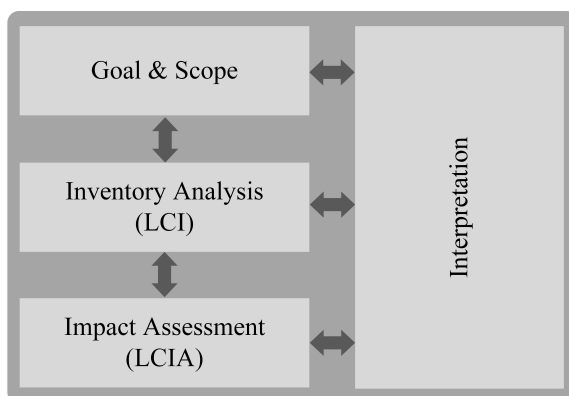 Goal & Scope
Inventory Analysis
(LCI)
Impact Assessment
(LCIA)
Interpretation